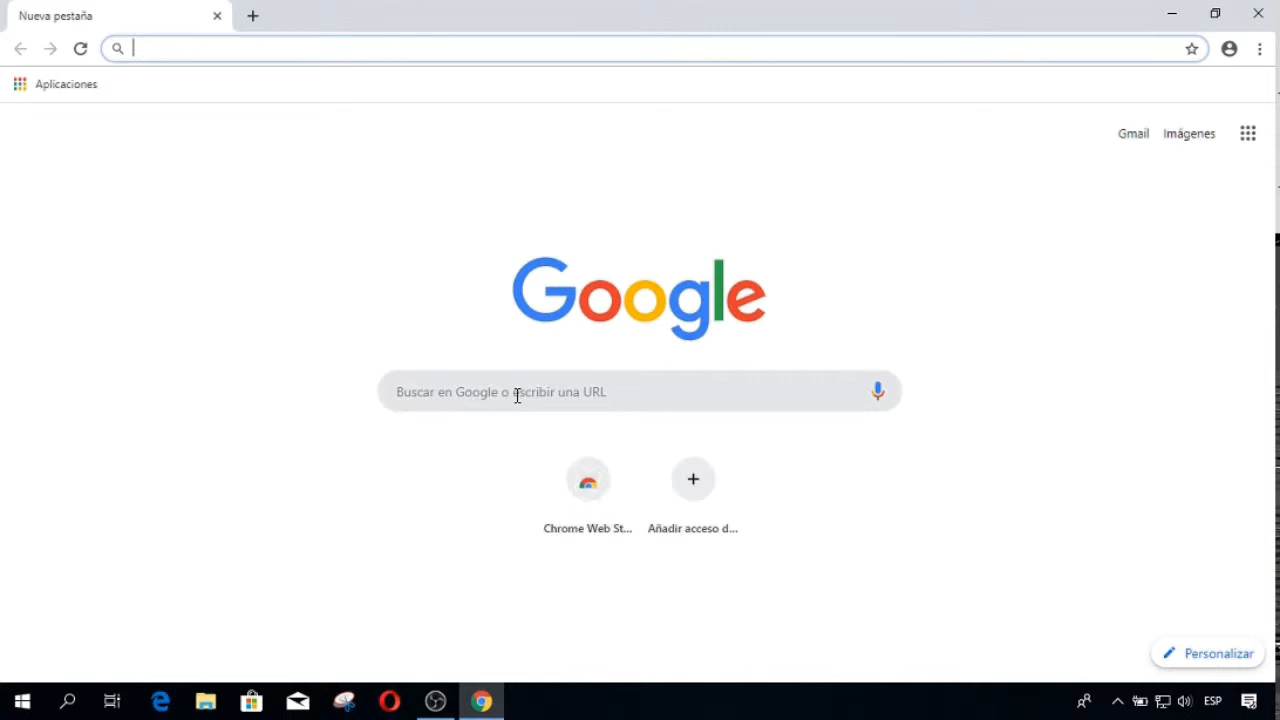 Nueva pestaña
Aplicaciones
Gmail Imágenes
Google
Buscar en Google o escribir una URL
Chrome Web St... Añadir acceso d...
Personalizar
ESP